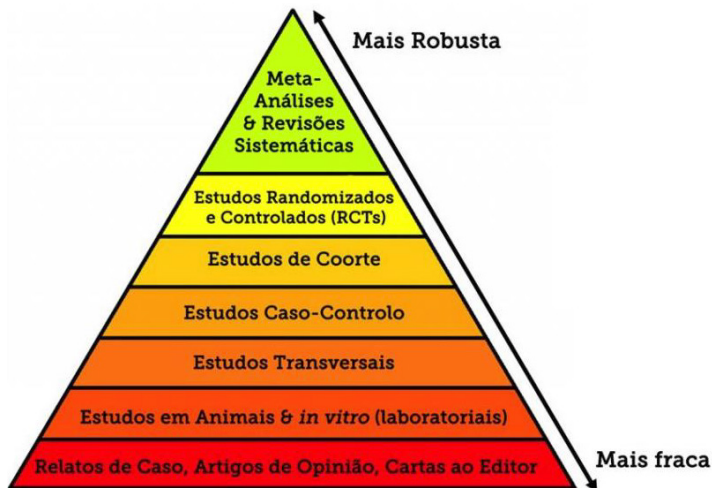 Mais Robusta
Meta-
Análises
& Revisões
Sistemáticas
Estudos Randomizados
e Controlados (RCTs)
Estudos de Coorte
Estudos Caso-Controlo
Estudos Transversais
Estudos em Animais & in vitro (laboratoriais)
Relatos de Caso, Artigos de Opinião, Cartas ao Editor
Mais fraca